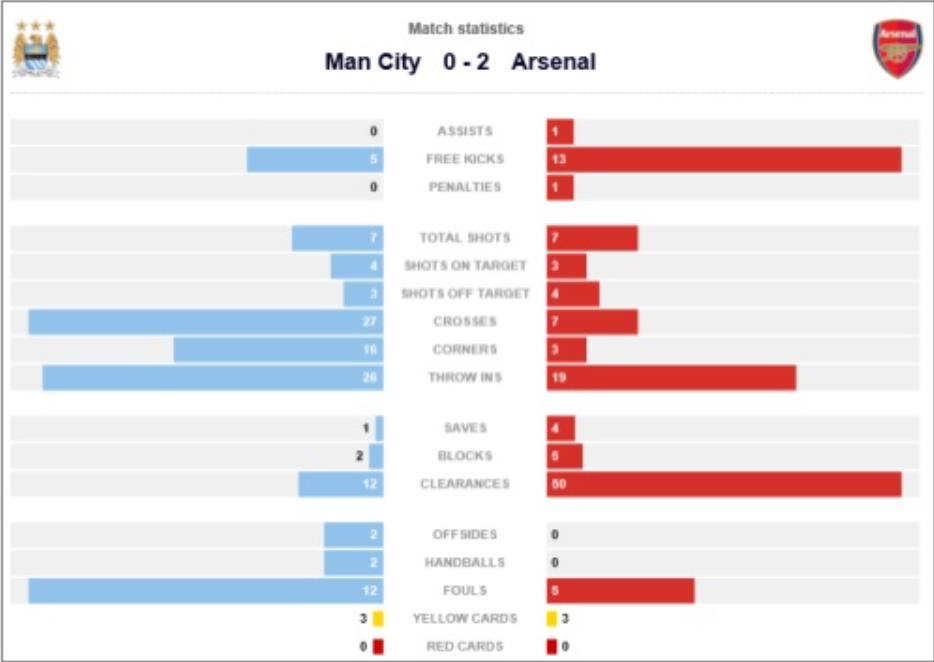 Match statistics
Man City 0 - 2 Arsenal
Arsenal
0 ASSISTS 1
5 FREE KICKS 13
0 PENALTIES 1
7 TOTAL SHOTS 7
4 SHOTS ON TARGET 3
3 SHOTS OFF TARGET 4
27 CROSSES 7
16 CORNERS 3
26 THROW INS 19
1 SAVES 4
2 BLOCKS 5
12 CLEARANCES 50
2 OFFSIDES 0
2 HANDBALLS 0
12 FOULS 5
3 YELLOW CARDS 3
0 RED CARDS 0